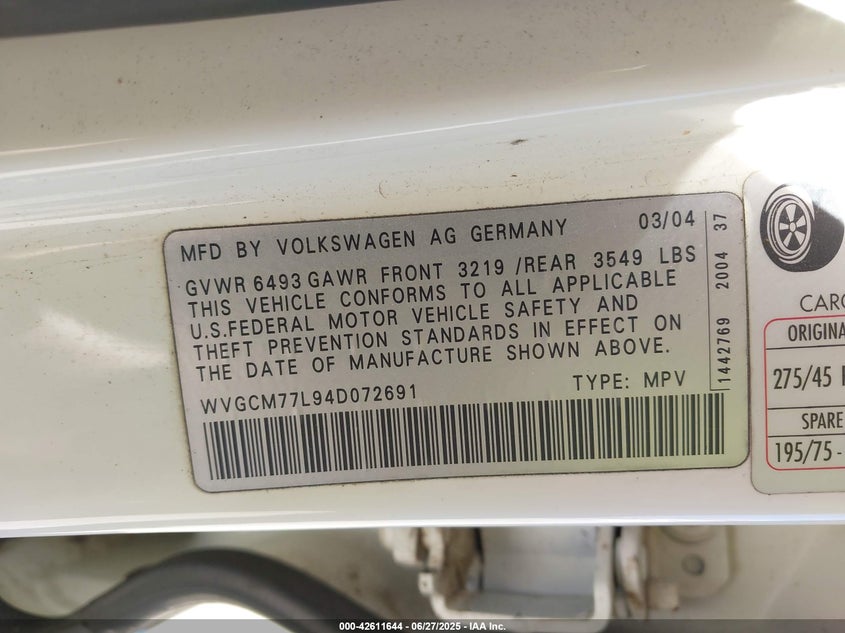 MFD BY VOLKSWAGEN AG GERMANY 03/04
GVWR 6493 GAWR FRONT 3219 /REAR 3549 LBS
THIS VEHICLE CONFORMS TO ALL APPLICABLE
U.S.FEDERAL MOTOR VEHICLE SAFETY AND
THEFT PREVENTION STANDARDS IN EFFECT ON
THE DATE OF MANUFACTURE SHOWN ABOVE.
WVGCM77L94D072691 TYPE: MPV
1442769 2004 37
CARG
ORIGINA
275/45
SPARE
195/75 -
000-42611644 | 06/27/2025 - IAA Inc.